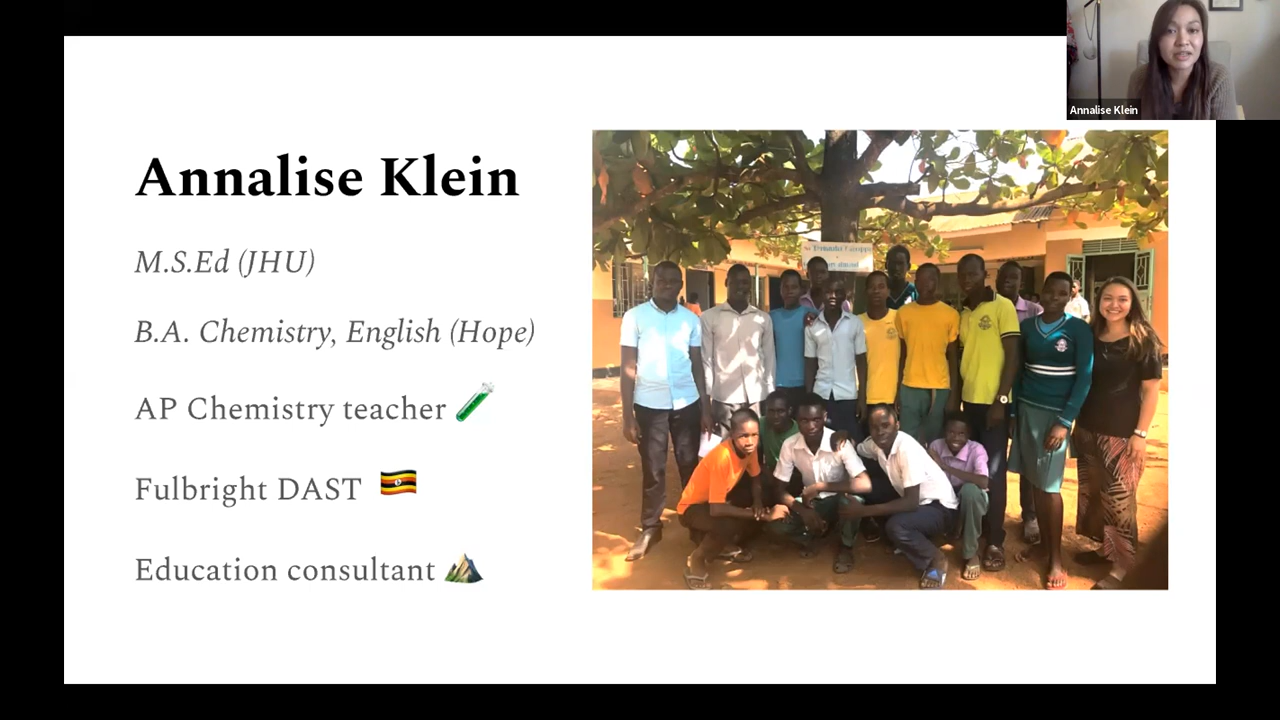 Annalise Klein
Annalise Klein
M.S.Ed (JHU)
B.A. Chemistry, English (Hope)
AP Chemistry teacher
Fulbright DAST
Education consultant